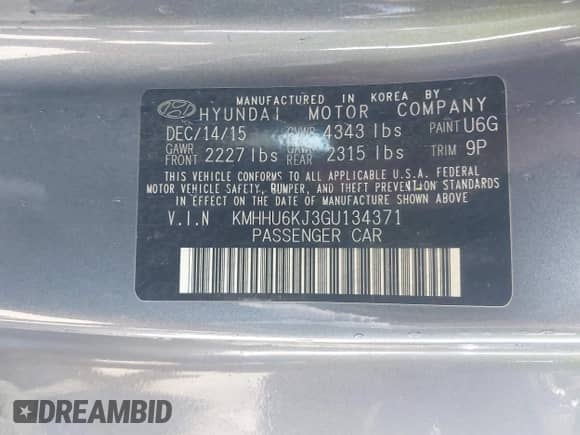 MANUFACTURED IN KOREA BY
HYUNDAI MOTOR COMPANY
DEC/14/15 GVWR 4343 lbs PAINT U6G
GAWR FRONT 2227 lbs GAWR REAR 2315 lbs TRIM 9P
THIS VEHICLE CONFORMS TO ALL APPLICABLE U.S.A. FEDERAL
MOTOR VEHICLE SAFETY, BUMPER, AND THEFT PREVENTION STANDARDS
IN EFFECT ON THE DATE OF MANUFACTURE SHOWN ABOVE.
V.I.N KMHHU6KJ3GU134371
PASSENGER CAR
DREAMBID